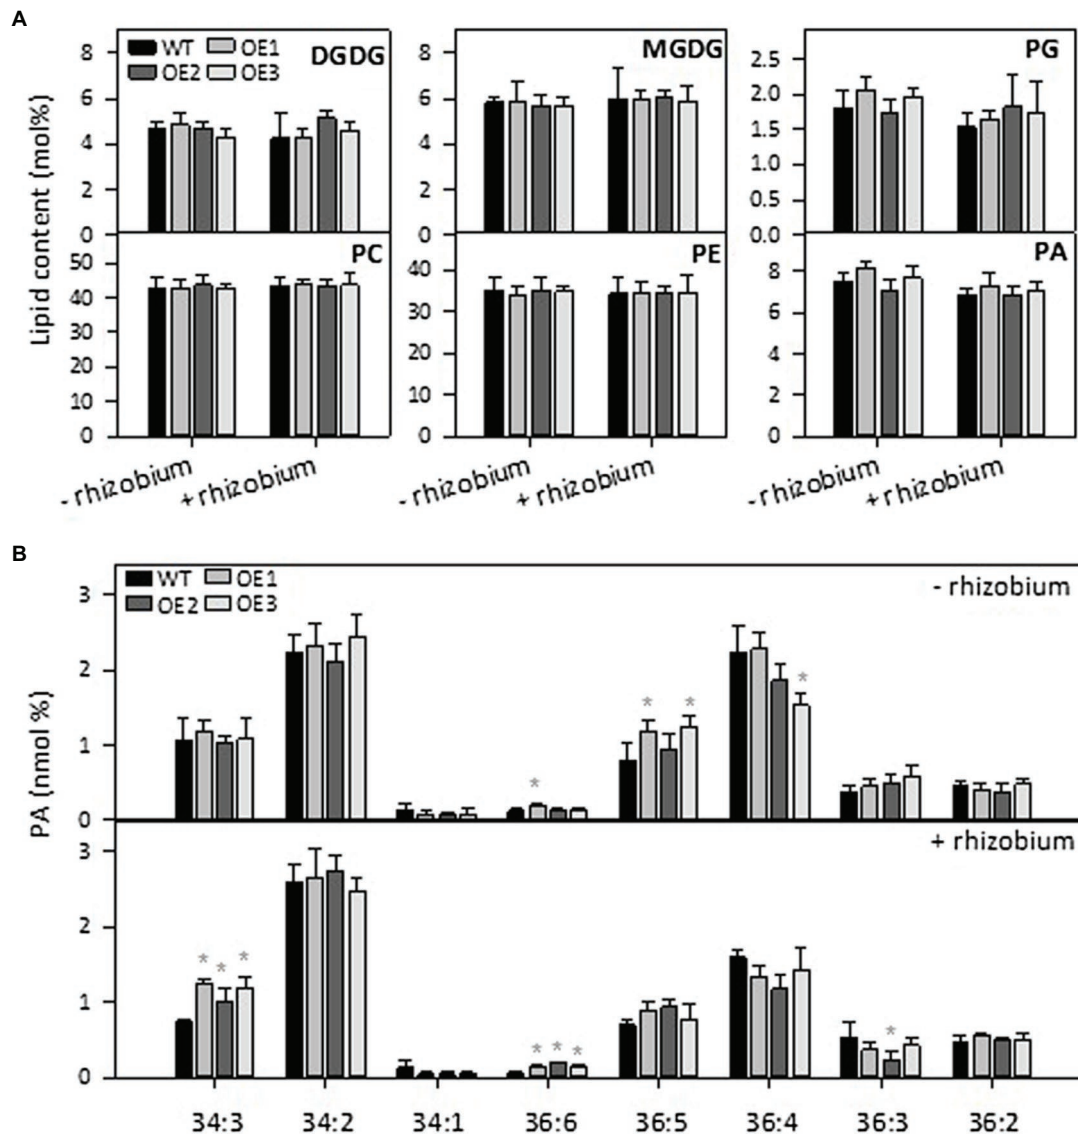 A
WT OE1
OE2 OE3
DGDG
MGDG
PG
8
6
4
2
0
8
6
4
2
0
2.5
2.0
1.5
1.0
0.5
0.0
Lipid content (mol%)
PC
PE
PA
50
40
30
20
10
0
40
30
20
10
0
8
6
4
2
0
- rhizobium
+ rhizobium
- rhizobium
+ rhizobium
- rhizobium
+ rhizobium
B
WT OE1
OE2 OE3
- rhizobium
3
2
1
0
* * * *
PA (nmol %)
+ rhizobium
3
2
1
0
* * * * * * *
34:3 34:2 34:1 36:6 36:5 36:4 36:3 36:2